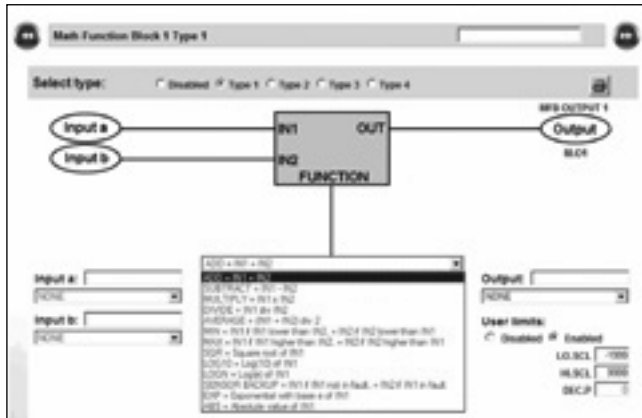 Math Function Block 1 Type 1
Select type: Disabled Type 1 Type 2 Type 3 Type 4
MFB OUTPUT 1
Input a IN1 OUT Output
Input b IN2
FUNCTION
ADD = IN1 + IN2
ADD = IN1 + IN2
SUBTRACT = IN1 - IN2
MULTIPLY = IN1 x IN2
DIVIDE = IN1 div IN2
AVERAGE = (IN1 + IN2) div 2
MIN = IN1 if IN1 lower than IN2, = IN2 if IN2 lower than IN1
MAX = IN1 if IN1 higher than IN2, = IN2 if IN2 higher than IN1
SQR = Square root of IN1
LOG10 = Log(10) of IN1
LOGN = Log(e) of IN1
SENSOR BACKUP = IN1 if IN1 not in fault, = IN2 if IN1 in fault
EXP = Exponential with base e of IN1
ABS = Absolute value of IN1
Input a:
NONE
Input b:
NONE
Output:
NONE
User limits:
Disabled Enabled
LO.SCL
HI.SCL
DEC.P